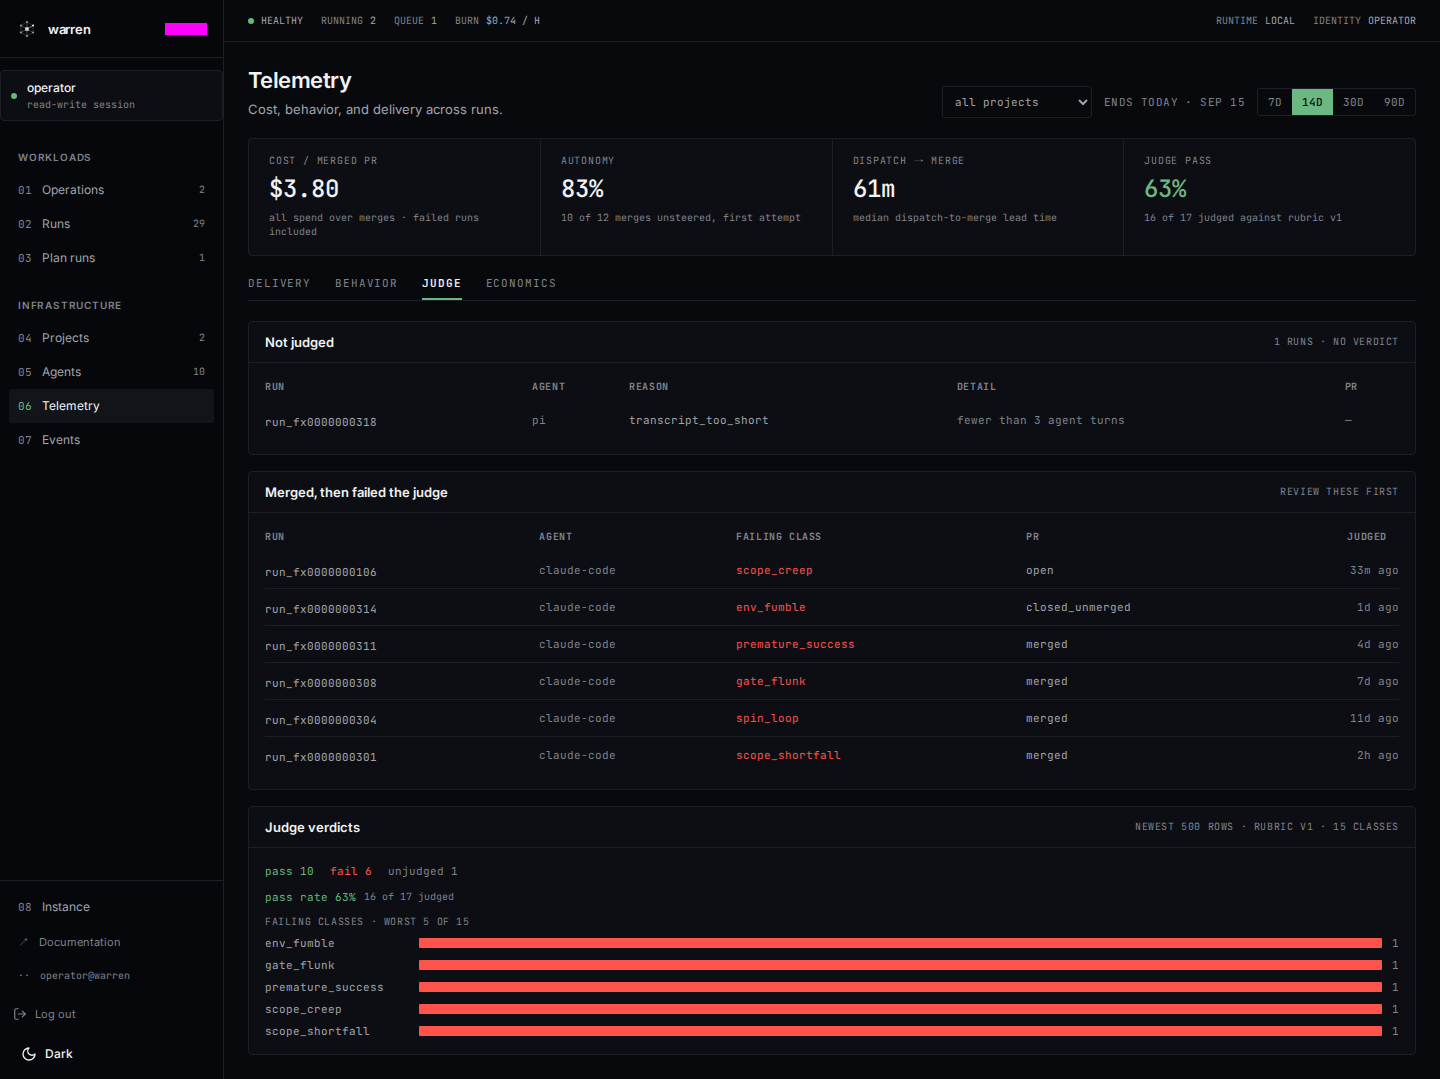 warren
HEALTHY RUNNING 2 QUEUE 1 BURN $0.74 / H
RUNTIME LOCAL IDENTITY OPERATOR
operator
read-write session
WORKLOADS
01 Operations 2
02 Runs 29
03 Plan runs 1
INFRASTRUCTURE
04 Projects 2
05 Agents 10
06 Telemetry
07 Events
08 Instance
↗ Documentation
·· operator@warren
Log out
Dark
Telemetry
Cost, behavior, and delivery across runs.
all projects ENDS TODAY · SEP 15 7D 14D 30D 90D
COST / MERGED PR
$3.80
all spend over merges · failed runs
included
AUTONOMY
83%
10 of 12 merges unsteered, first attempt
DISPATCH → MERGE
61m
median dispatch-to-merge lead time
JUDGE PASS
63%
16 of 17 judged against rubric v1
DELIVERY BEHAVIOR JUDGE ECONOMICS
Not judged 1 RUNS · NO VERDICT
RUN AGENT REASON DETAIL PR
run_fx0000000318 pi transcript_too_short fewer than 3 agent turns —
Merged, then failed the judge REVIEW THESE FIRST
RUN AGENT FAILING CLASS PR JUDGED
run_fx0000000106 claude-code scope_creep open 33m ago
run_fx0000000314 claude-code env_fumble closed_unmerged 1d ago
run_fx0000000311 claude-code premature_success merged 4d ago
run_fx0000000308 claude-code gate_flunk merged 7d ago
run_fx0000000304 claude-code spin_loop merged 11d ago
run_fx0000000301 claude-code scope_shortfall merged 2h ago
Judge verdicts NEWEST 500 ROWS · RUBRIC V1 · 15 CLASSES
pass 10 fail 6 unjudged 1
pass rate 63% 16 of 17 judged
FAILING CLASSES · WORST 5 OF 15
env_fumble 1
gate_flunk 1
premature_success 1
scope_creep 1
scope_shortfall 1